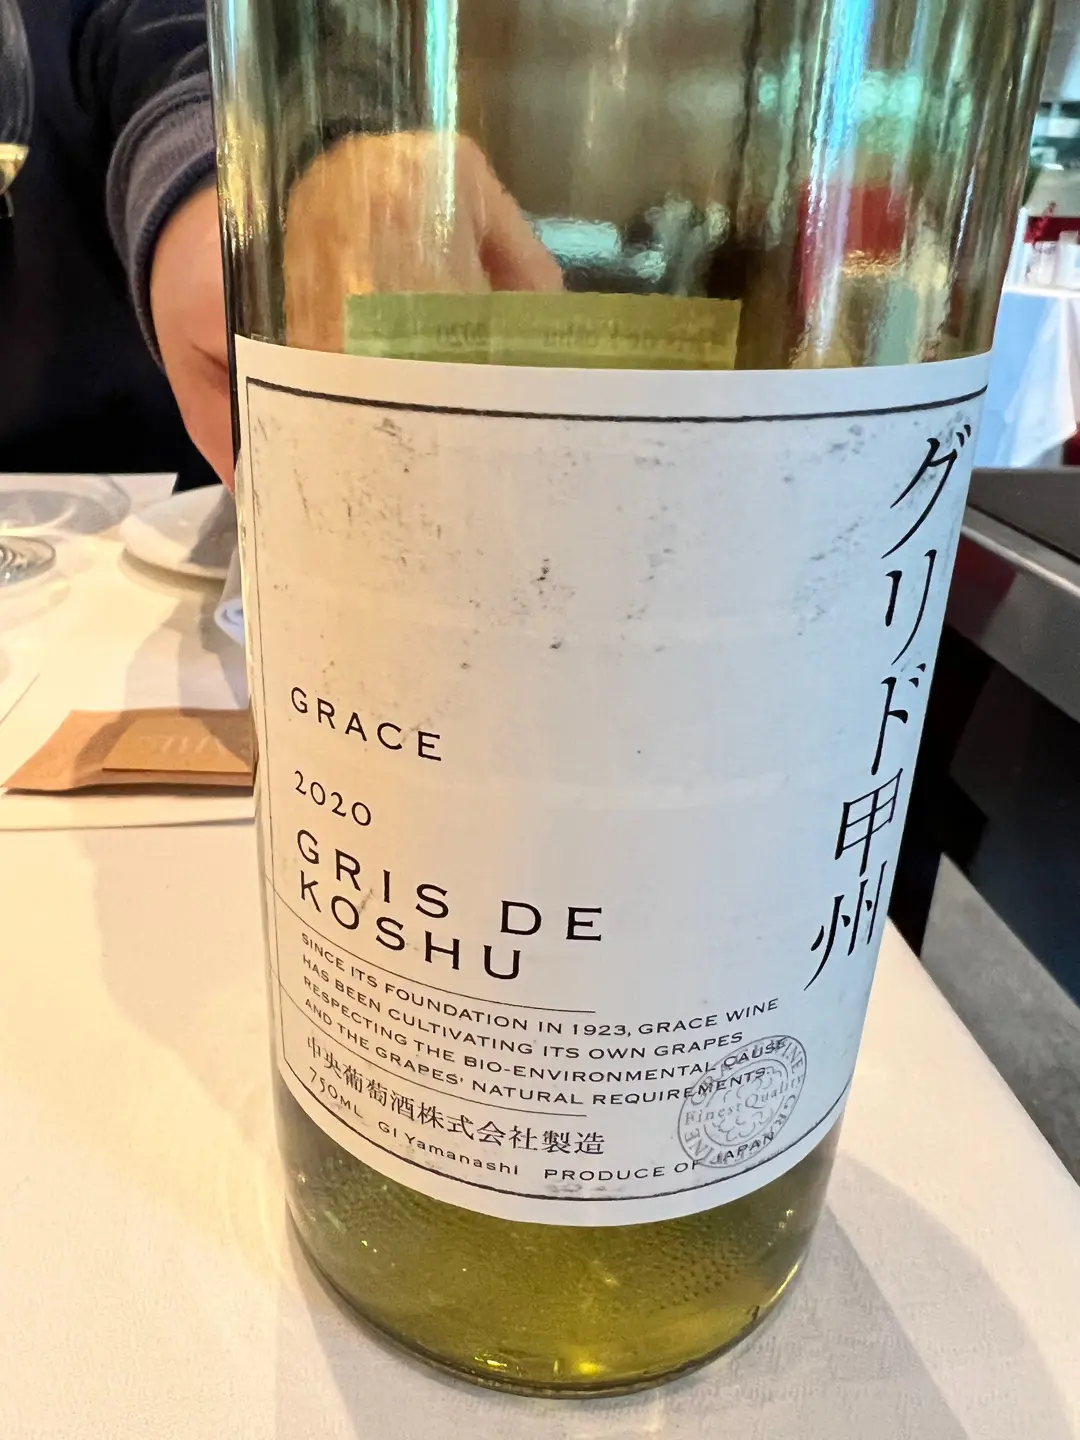 グリド甲州
GRACE
2020
GRIS DE
KOSHU
SINCE ITS FOUNDATION IN 1923, GRACE WINE
HAS BEEN CULTIVATING ITS OWN GRAPES
RESPECTING THE BIO-ENVIRONMENTAL CAUSE
AND THE GRAPES' NATURAL REQUIREMENTS.
中央葡萄酒株式会社製造
750ML GI Yamanashi PRODUCE OF JAPAN
Finest Quality